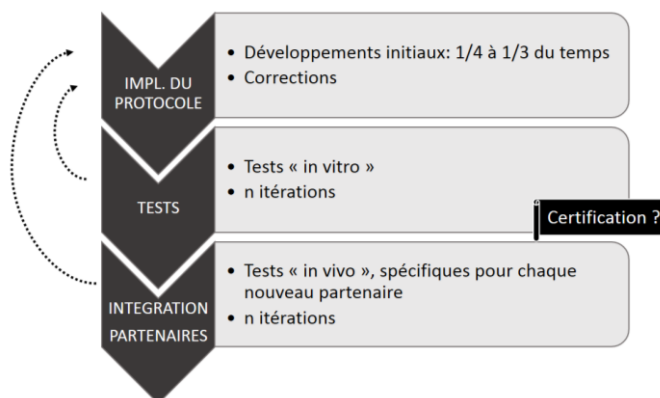 IMPL. DU
PROTOCOLE
• Développements initiaux: 1/4 à 1/3 du temps
• Corrections
TESTS
• Tests « in vitro »
• n itérations
Certification ?
INTEGRATION
PARTENAIRES
• Tests « in vivo », spécifiques pour chaque
nouveau partenaire
• n itérations